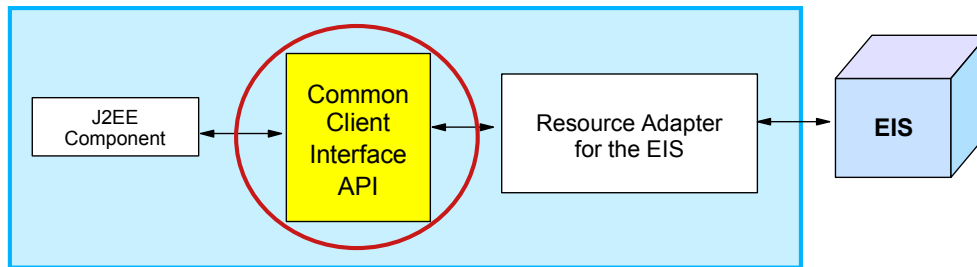 J2EE
Component
Common
Client
Interface
API
Resource Adapter
for the EIS
EIS